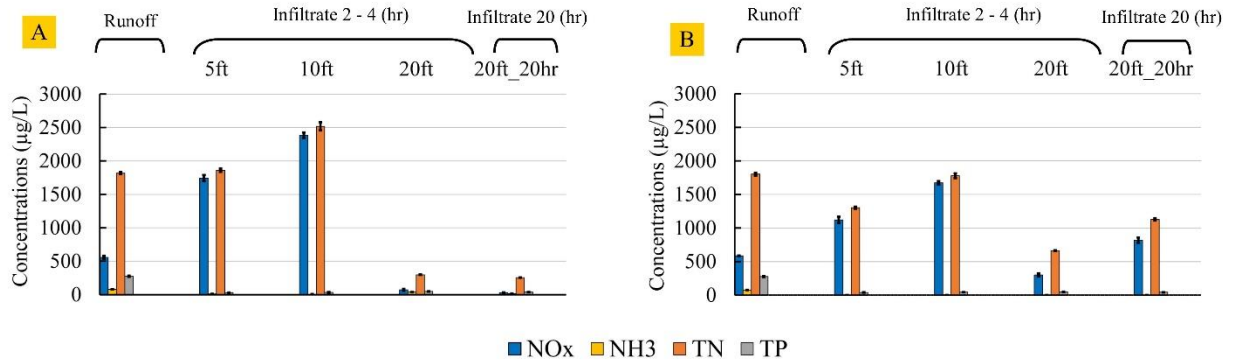 A
Runoff
Infiltrate 2 - 4 (hr)
Infiltrate 20 (hr)
5ft
10ft
20ft
20ft_20hr
Concentrations (µg/L)
3000
2500
2000
1500
1000
500
0
B
Runoff
Infiltrate 2 - 4 (hr)
Infiltrate 20 (hr)
5ft
10ft
20ft
20ft_20hr
Concentrations (µg/L)
3000
2500
2000
1500
1000
500
0
NOx NH3 TN TP